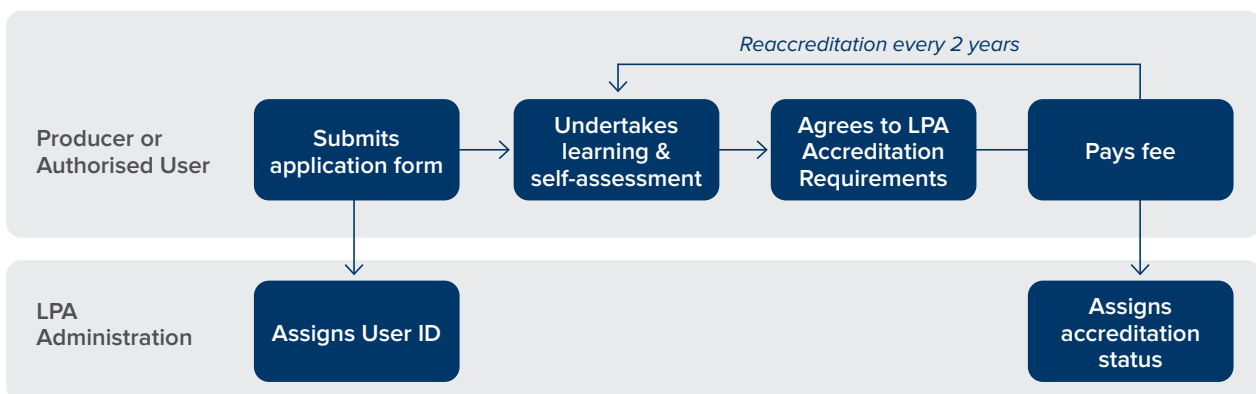 Reaccreditation every 2 years
Producer or
Authorised User
Submits
application form
Undertakes
learning &
self-assessment
Agrees to LPA
Accreditation
Requirements
Pays fee
LPA
Administration
Assigns User ID
Assigns
accreditation
status